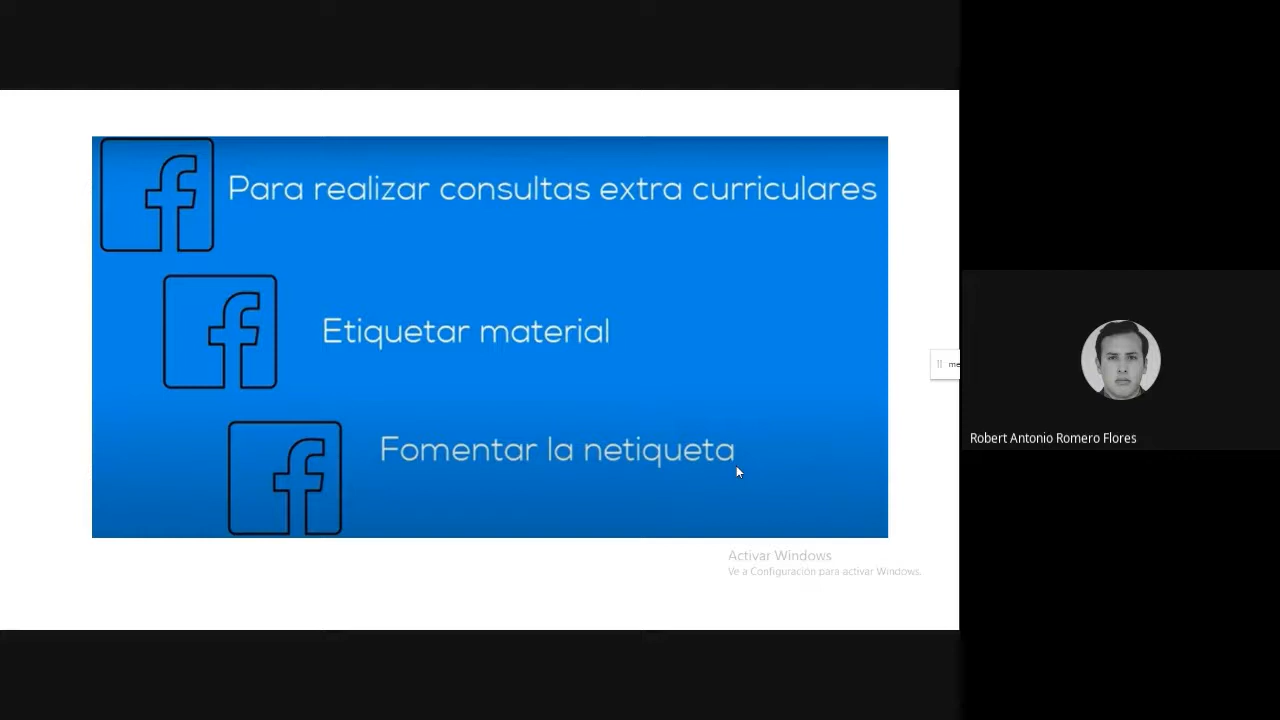 Para realizar consultas extra curriculares
Etiquetar material
Fomentar la netiqueta
me
Robert Antonio Romero Flores
Activar Windows
Ve a Configuración para activar Windows.